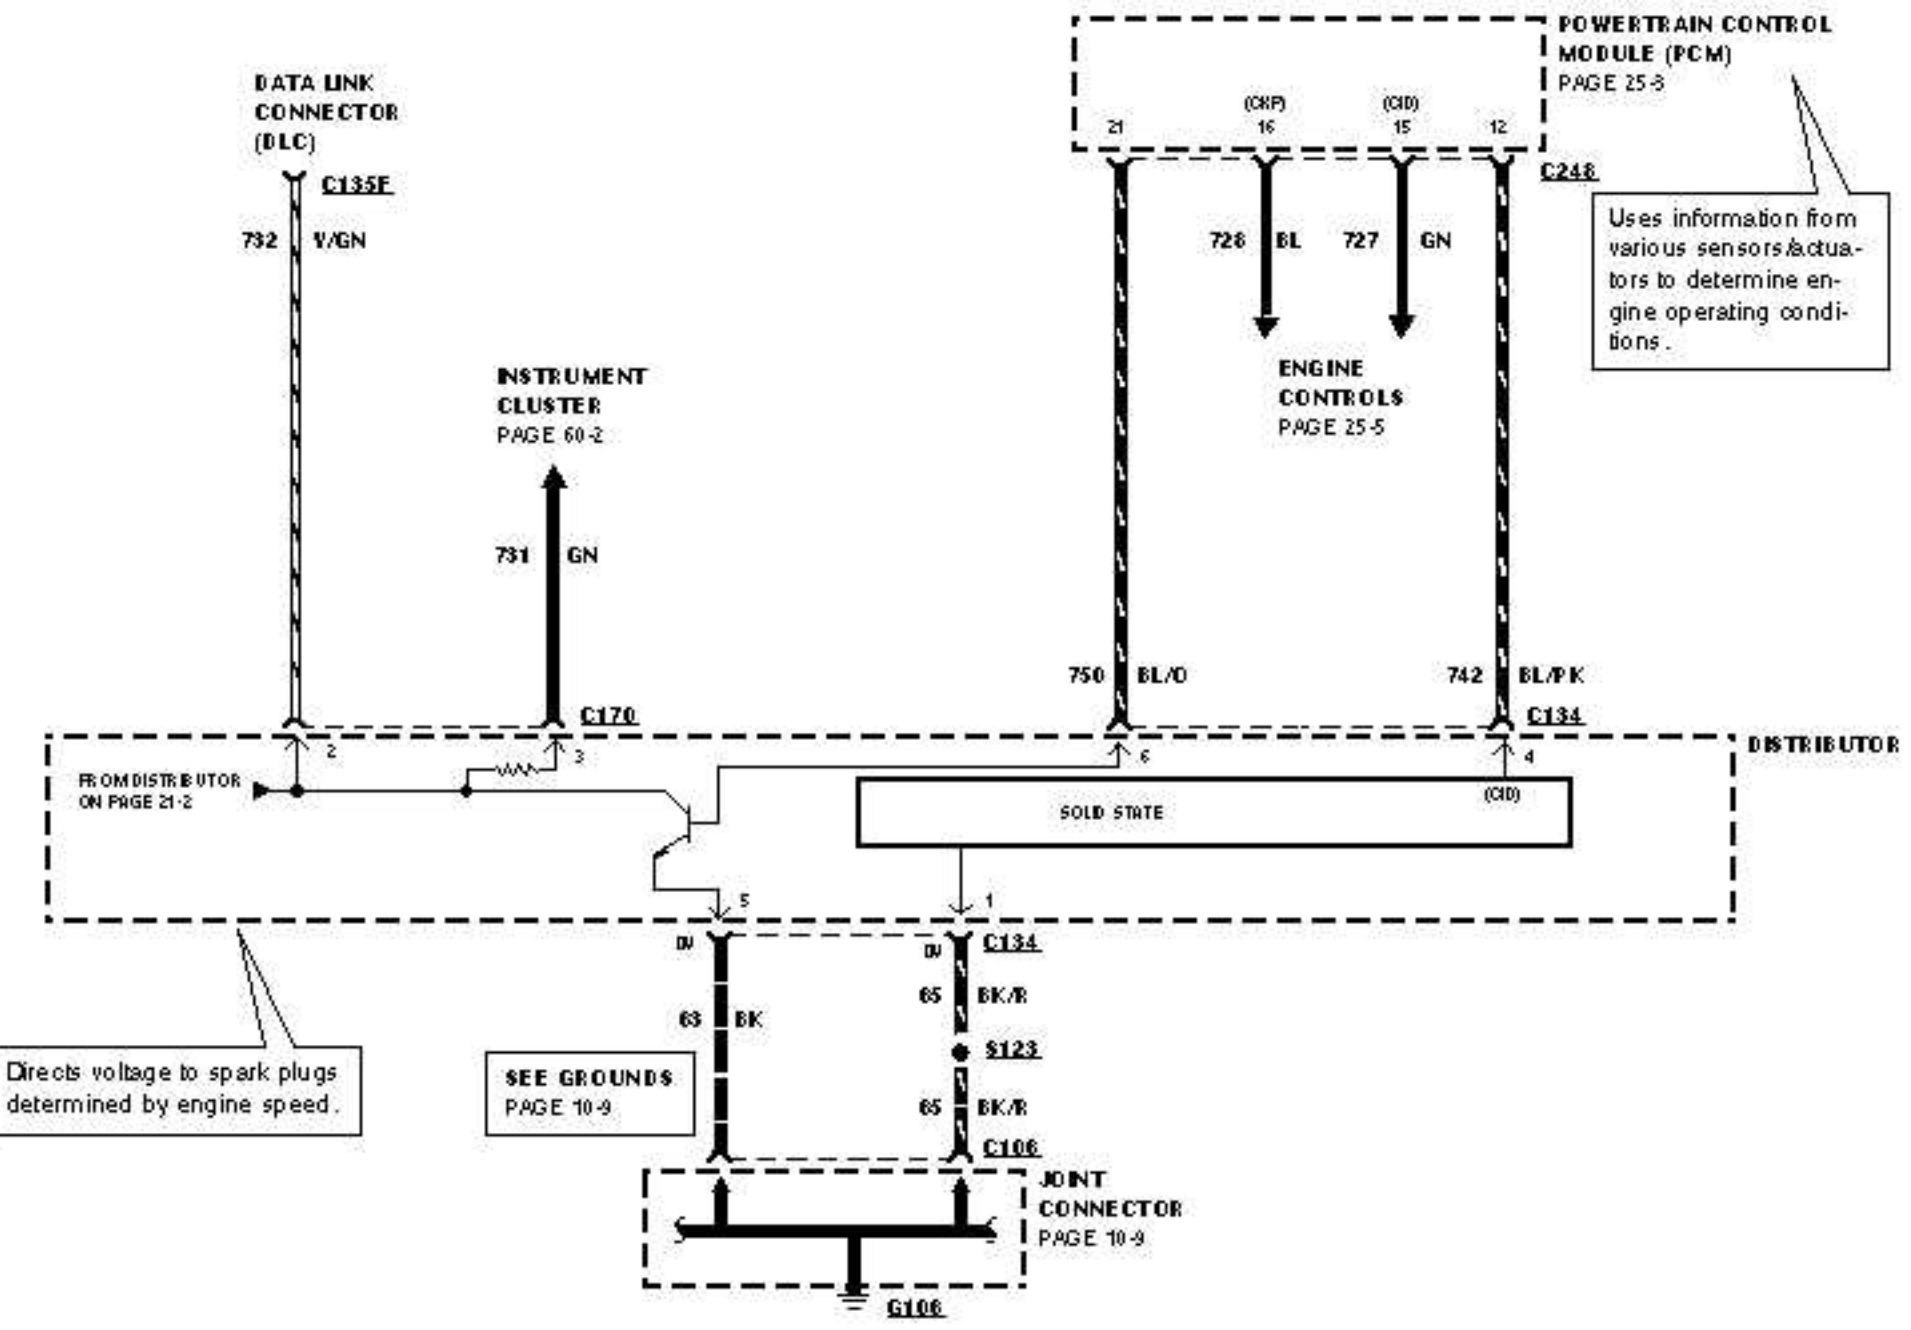 POWERTRAIN CONTROL
MODULE (PCM)
PAGE 25-3
DATA LINK
CONNECTOR
(DLC)
(CKP)
(CID)
21
16
15
12
C135F
C248
Uses information from
various sensors/actua-
tors to determine en-
gine operating condi-
tions.
732 V/GN
728 BL
727 GN
INSTRUMENT
CLUSTER
PAGE 60-2
ENGINE
CONTROLS
PAGE 25-5
731 GN
750 BL/O
742 BL/PK
C170
C134
DISTRIBUTOR
2
3
6
4
FROM DISTRIBUTOR
ON PAGE 21-2
SOLID STATE
(CID)
5
1
0V
0V
C134
63 BK
65 BK/R
S123
Directs voltage to spark plugs
determined by engine speed.
SEE GROUNDS
PAGE 10-9
65 BK/R
C106
JOINT
CONNECTOR
PAGE 10-9
G106